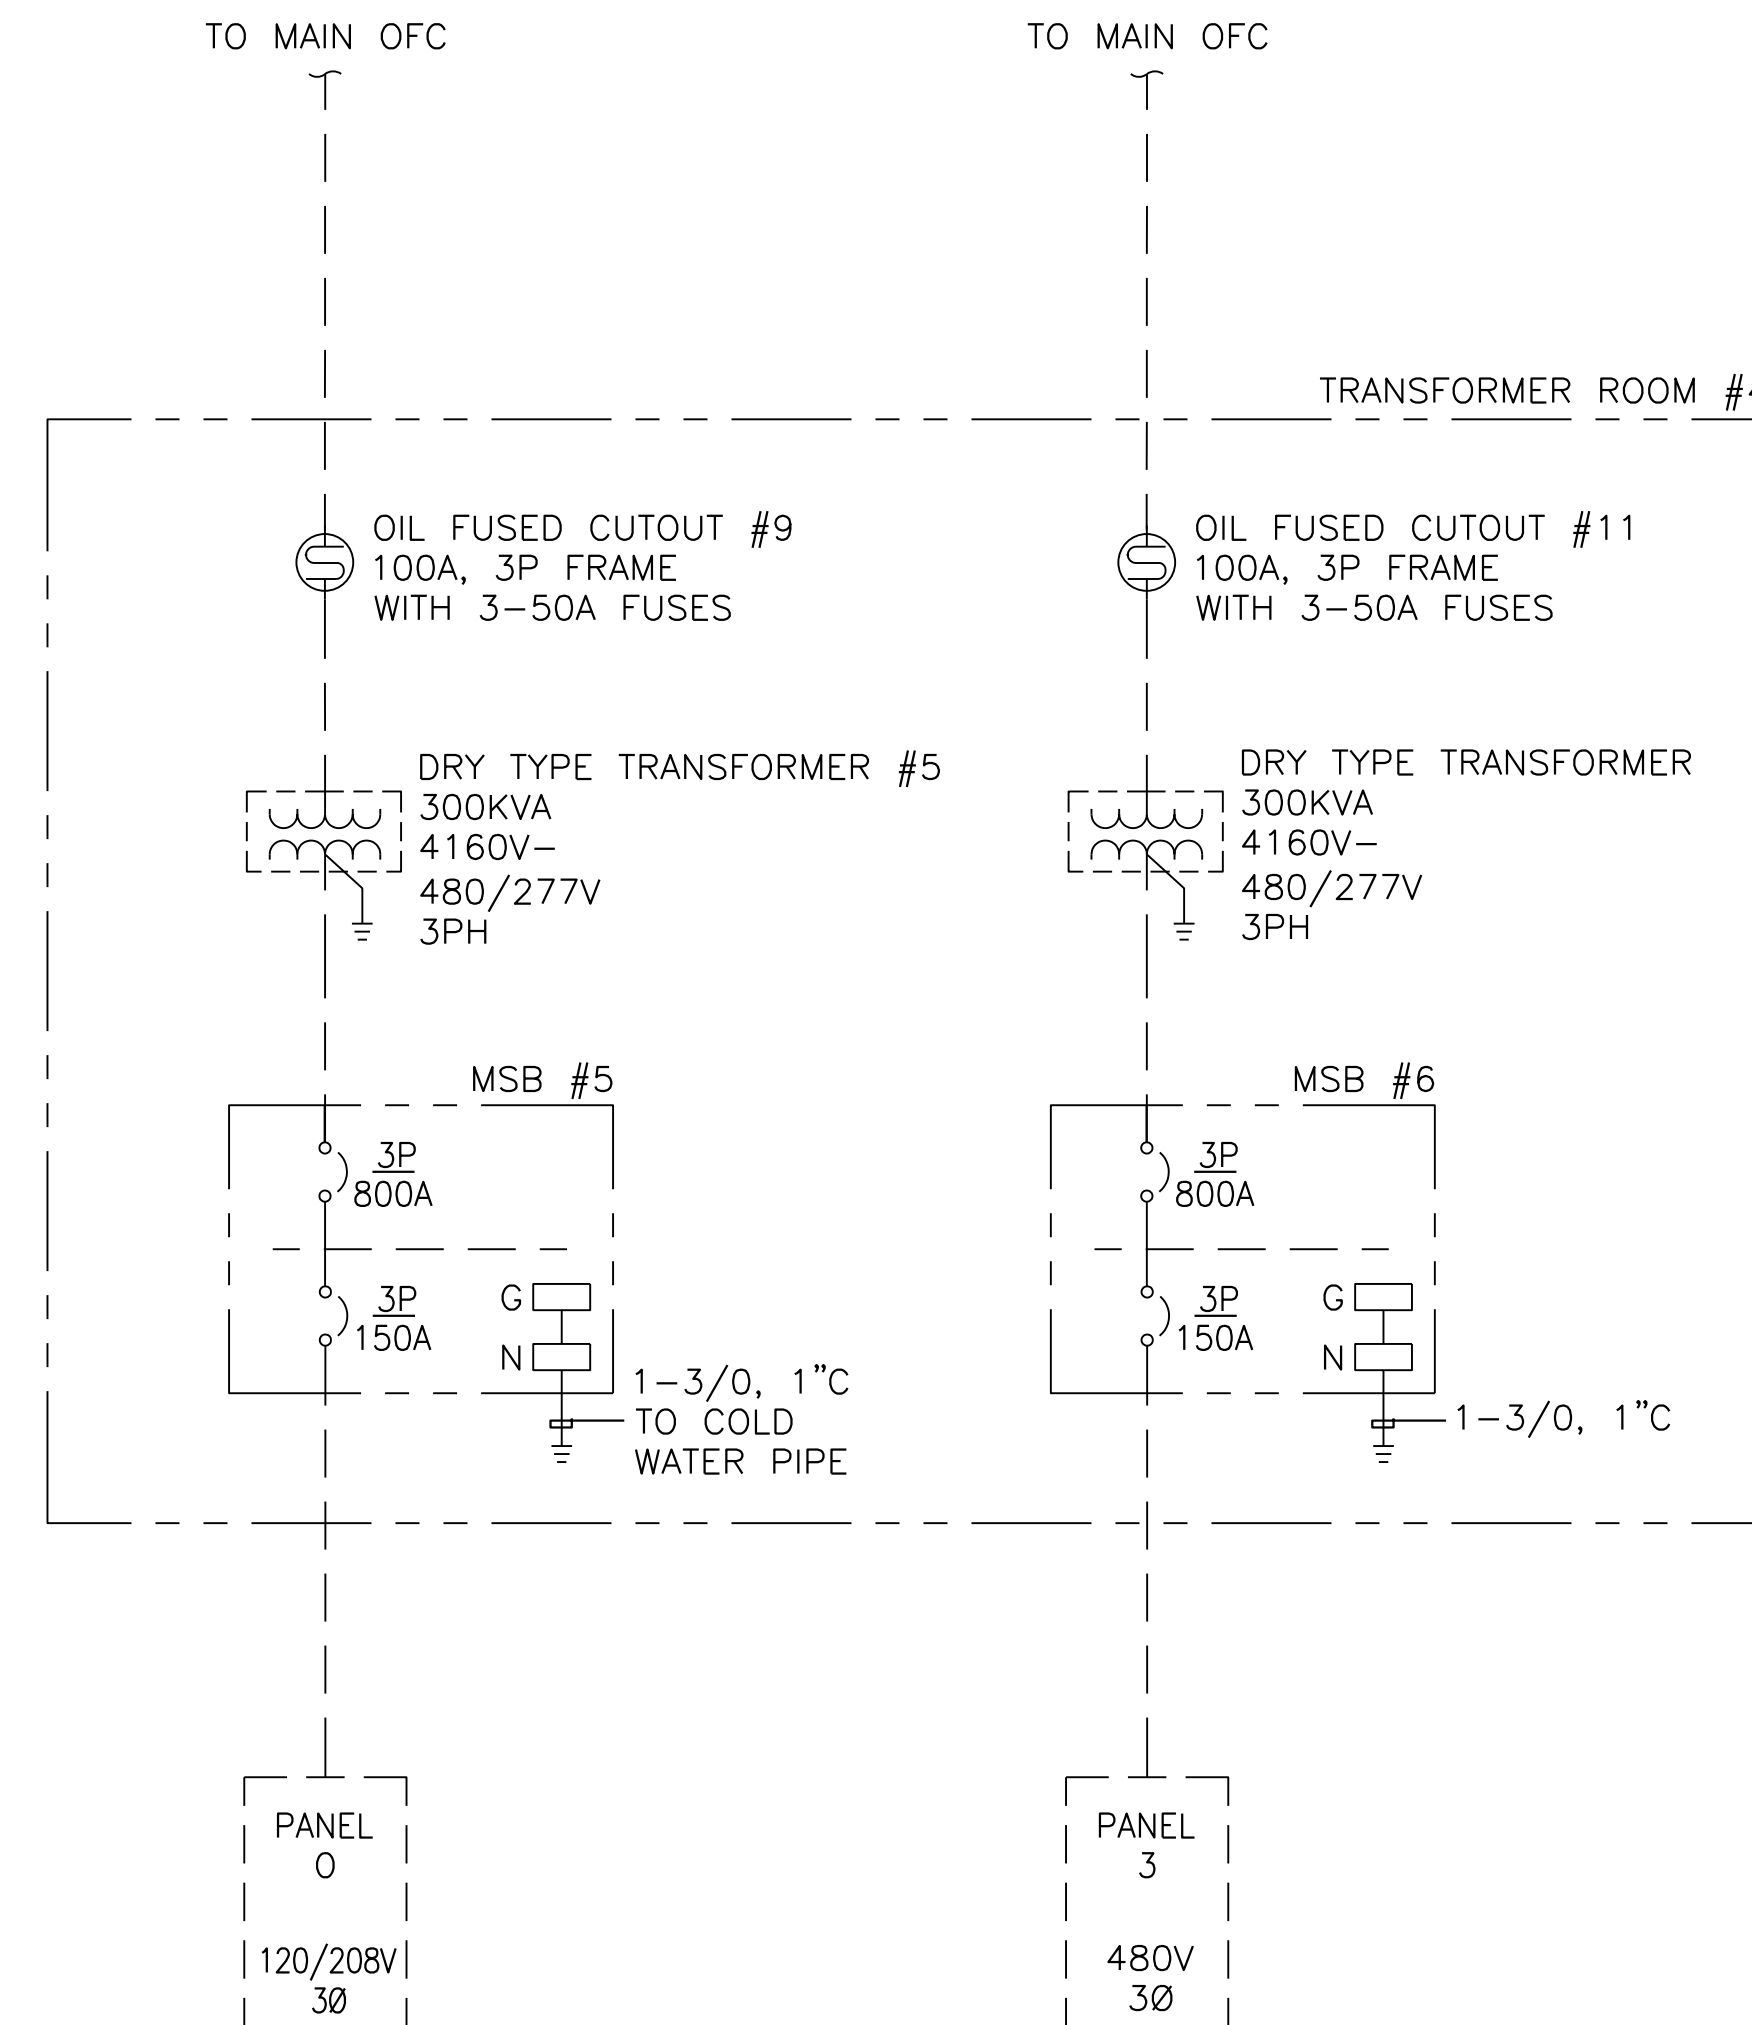 TO MAIN OFC
TO MAIN OFC
TRANSFORMER ROOM
OIL FUSED CUTOUT #9
100A, 3P FRAME
WITH 3-50A FUSES
OIL FUSED CUTOUT #11
100A, 3P FRAME
WITH 3-50A FUSES
DRY TYPE TRANSFORMER #5
300KVA
4160V-
480/277V
3PH
DRY TYPE TRANSFORMER
300KVA
4160V-
480/277V
3PH
MSB #5
3P
800A
3P
150A
G
N
1-3/0, 1"C
TO COLD
WATER PIPE
MSB #6
3P
800A
3P
150A
G
N
1-3/0, 1"C
PANEL
O
120/208V
3Ø
PANEL
3
480V
3Ø